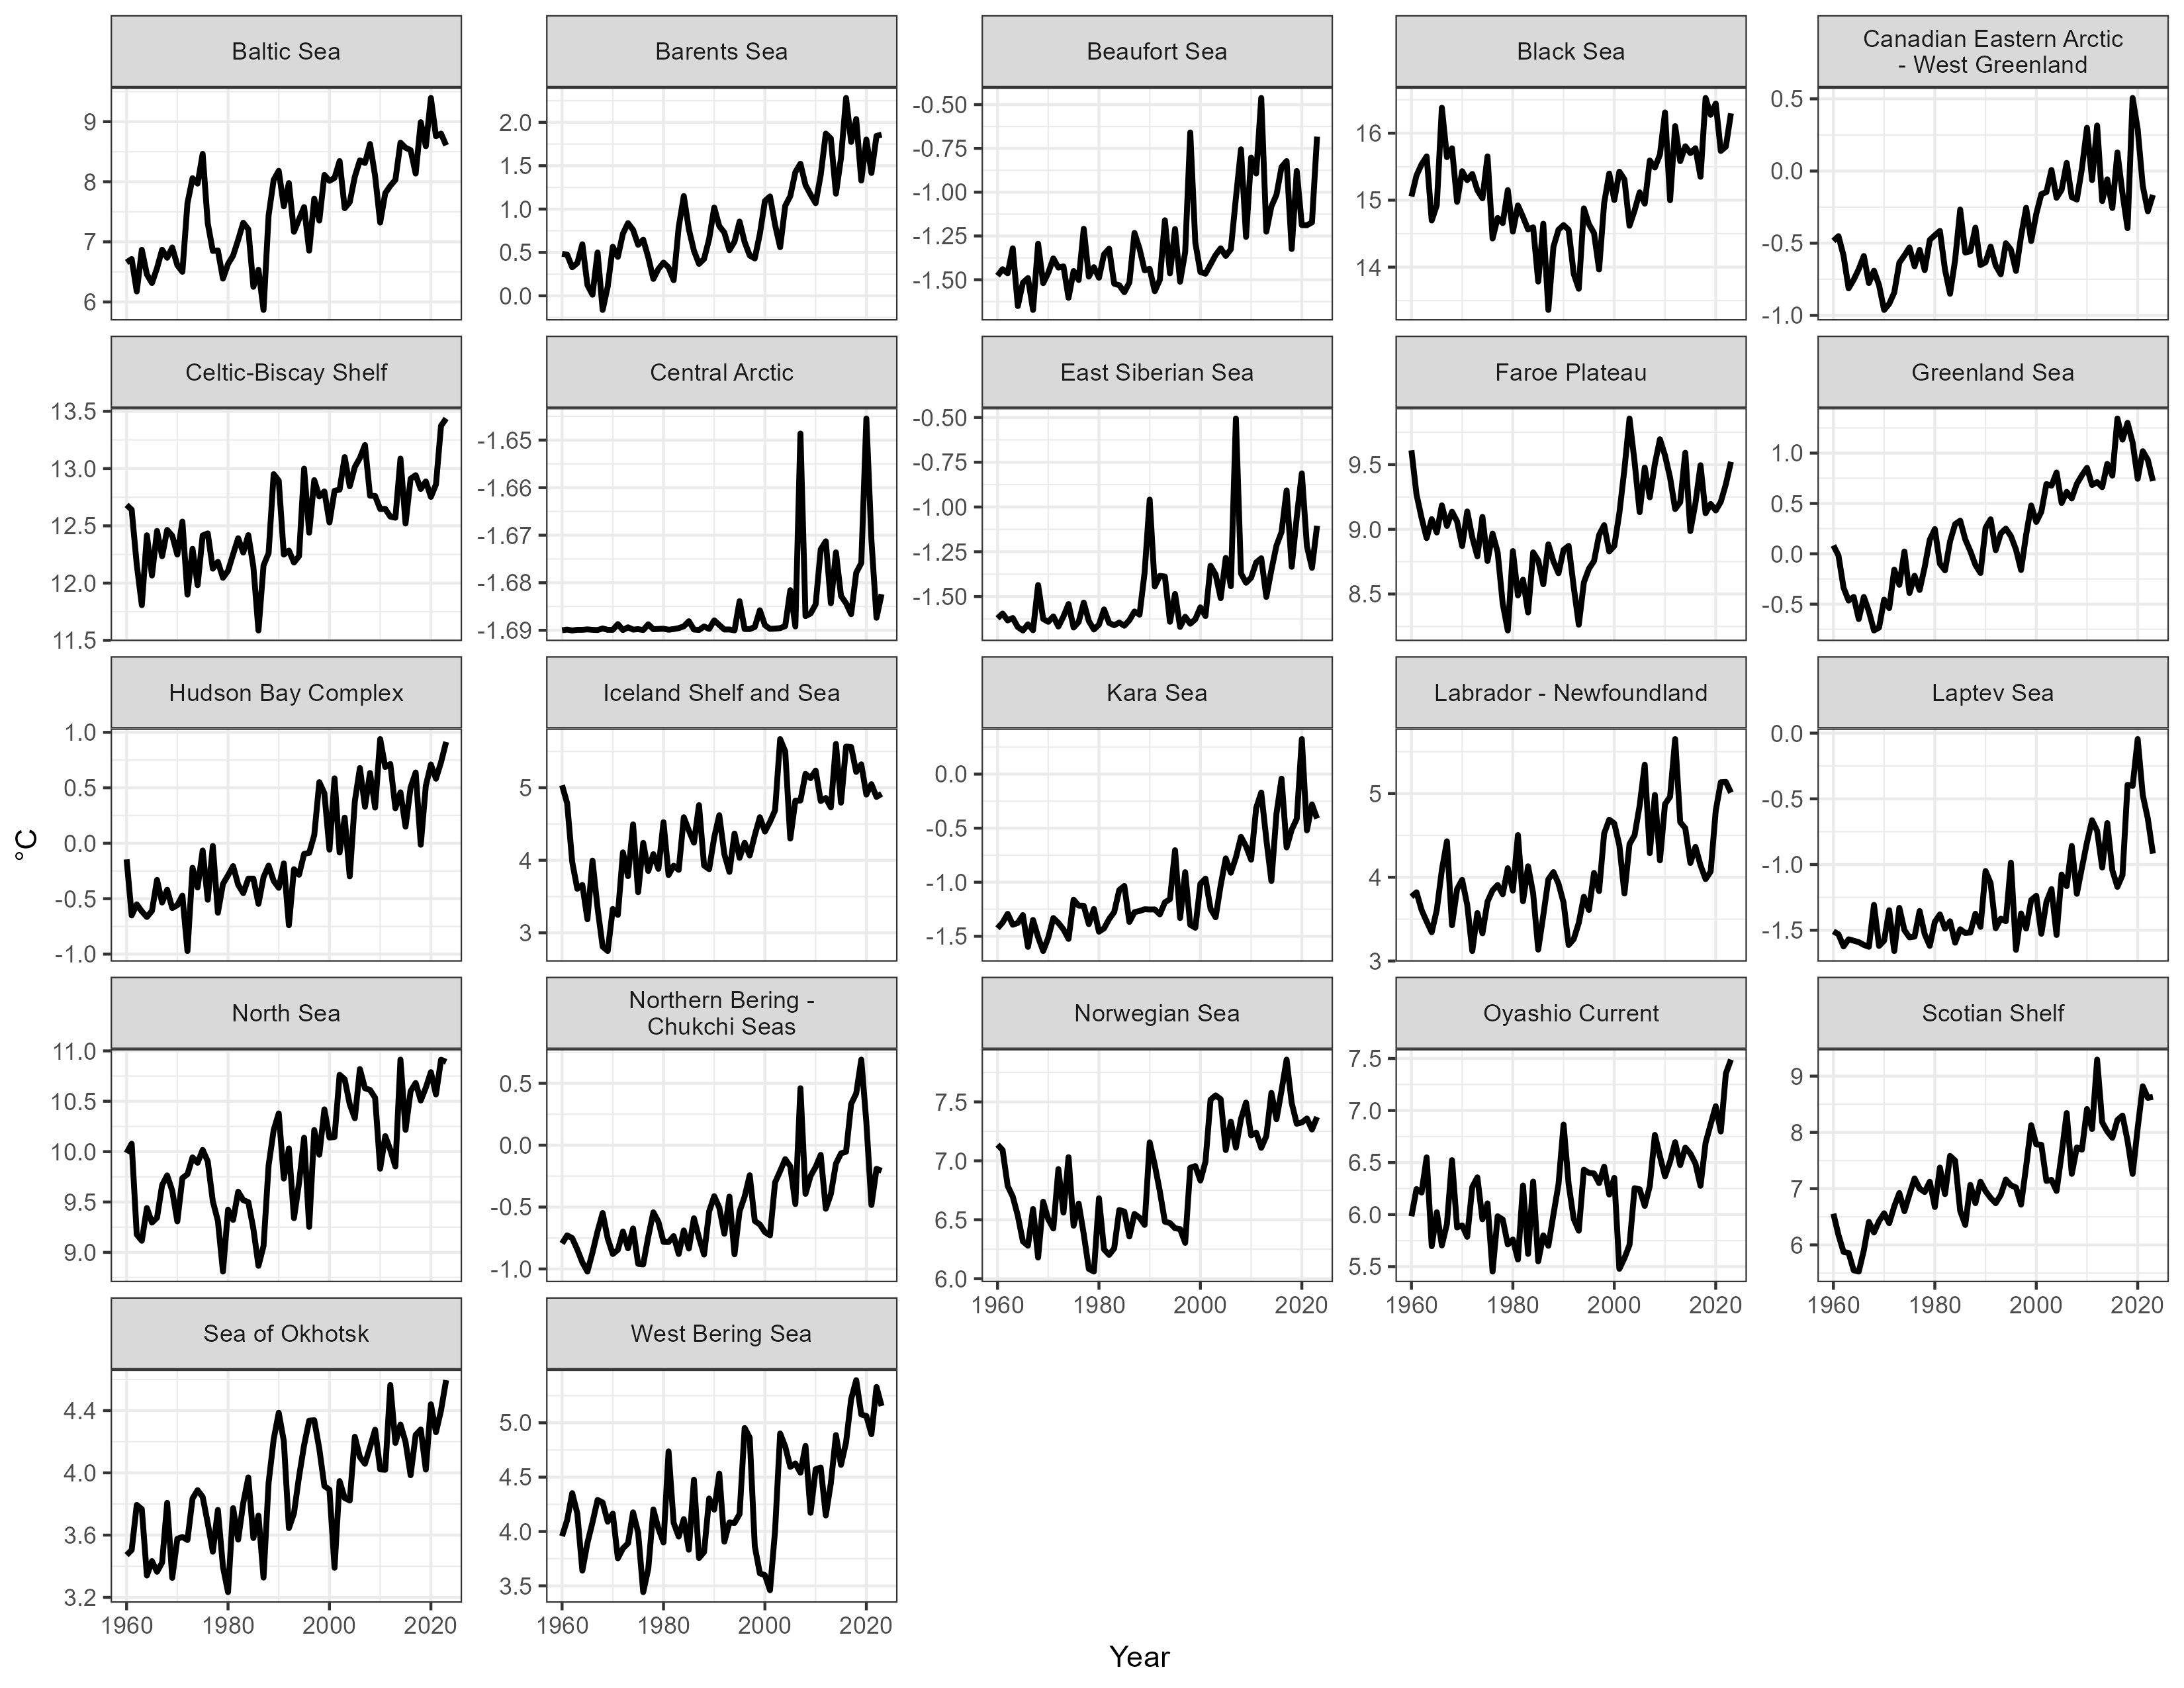 Baltic Sea
Barents Sea
Beaufort Sea
Black Sea
Canadian Eastern Arctic
- West Greenland
9
8
7
6
2.0
1.5
1.0
0.5
0.0
-0.50
-0.75
-1.00
-1.25
-1.50
16
15
14
0.5
0.0
-0.5
-1.0
Celtic-Biscay Shelf
Central Arctic
East Siberian Sea
Faroe Plateau
Greenland Sea
13.5
13.0
12.5
12.0
11.5
-1.65
-1.66
-1.67
-1.68
-1.69
-0.50
-0.75
-1.00
-1.25
-1.50
9.5
9.0
8.5
1.0
0.5
0.0
-0.5
Hudson Bay Complex
Iceland Shelf and Sea
Kara Sea
Labrador - Newfoundland
Laptev Sea
1.0
0.5
0.0
-0.5
-1.0
5
4
3
0.0
-0.5
-1.0
-1.5
5
4
3
0.0
-0.5
-1.0
-1.5
°C
North Sea
Northern Bering -
Chukchi Seas
Norwegian Sea
Oyashio Current
Scotian Shelf
11.0
10.5
10.0
9.5
9.0
0.5
0.0
-0.5
-1.0
7.5
7.0
6.5
6.0
7.5
7.0
6.5
6.0
5.5
9
8
7
6
1960 1980 2000 2020
1960 1980 2000 2020
1960 1980 2000 2020
Sea of Okhotsk
West Bering Sea
4.4
4.0
3.6
3.2
5.0
4.5
4.0
3.5
1960 1980 2000 2020
1960 1980 2000 2020
Year